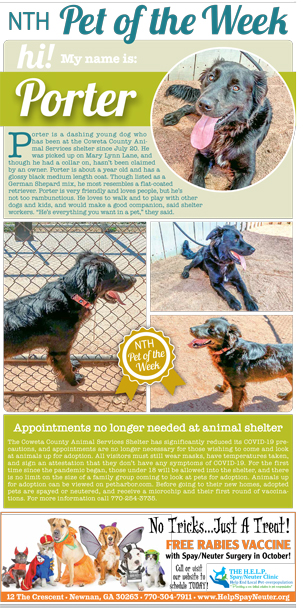 NTH Pet of the Week
hi! My name is:
Porter
Porter is a dashing young dog who
has been at the Coweta County Ani-
mal Services shelter since July 20. He
was picked up on Mary Lynn Lane, and
though he had a collar on, hasn't been claimed
by an owner. Porter is about a year old and has a
glossy black medium length coat. Though listed as a
German Shepard mix, he most resembles a flat-coated
retriever. Porter is very friendly and loves people, but he's
not too rambunctious. He loves to walk and to play with other
dogs and kids, and would make a good companion, said shelter
workers. "He's everything you want in a pet," they said.
NTH
Pet of the
Week
Appointments no longer needed at animal shelter
The Coweta County Animal Services Shelter has significantly reduced its COVID-19 pre-
cautions, and appointments are no longer necessary for those wishing to come and look
at animals up for adoption. All visitors must still wear masks, have temperatures taken,
and sign an attestation that they don't have any symptoms of COVID-19. For the first
time since the pandemic began, those under 18 will be allowed into the shelter, and there
is no limit on the size of a family group coming to look at pets for adoption. Animals up
for adoption can be viewed on petharbor.com. Before going to their new homes, adopted
pets are spayed or neutered, and receive a microchip and their first round of vaccina-
tions. For more information call 770-254-3735.
No Tricks...Just A Treat!
FREE RABIES VACCINE
with Spay/Neuter Surgery in October!
Call or visit
our website to
schedule TODAY!
THE H.E.L.P.
Spay/Neuter Clinic
12 The Crescent • Newnan, GA 30263 • 770-304-7911 • www.HelpSpayNeuter.org